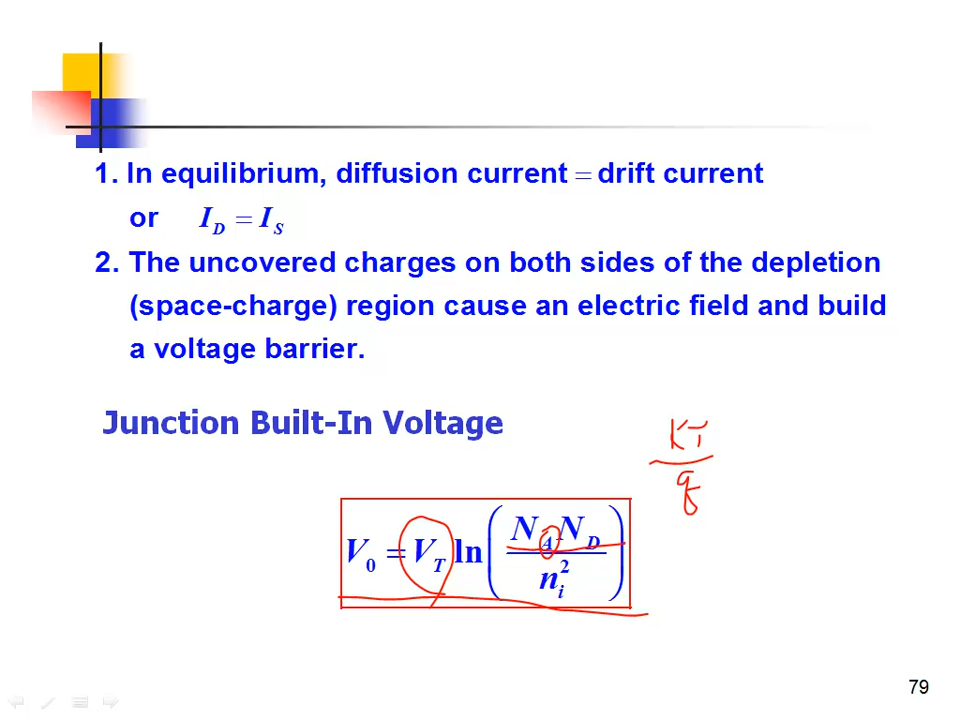 1. In equilibrium, diffusion current = drift current
or I_D = I_S
2. The uncovered charges on both sides of the depletion
(space-charge) region cause an electric field and build
a voltage barrier.
Junction Built-In Voltage
KT/q
V_0 = V_T ln(N_A N_D / n_i^2)
79